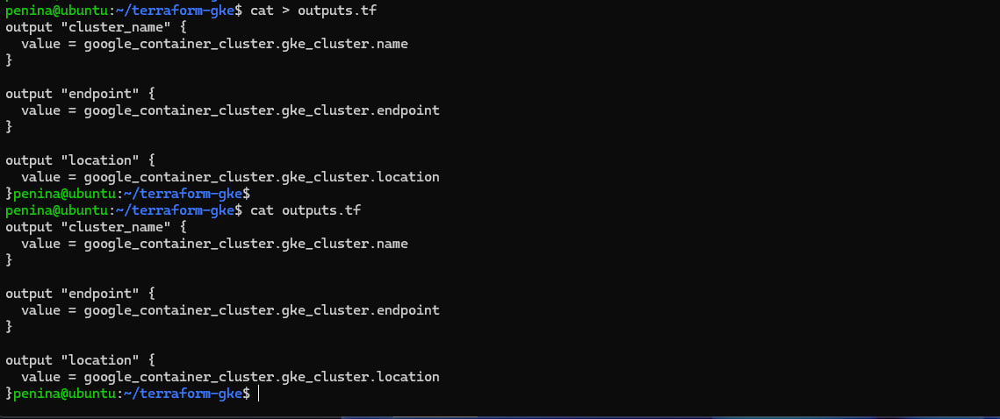 penina@ubuntu:~/terraform-gke$ cat > outputs.tf
output "cluster_name" {
  value = google_container_cluster.gke_cluster.name
}

output "endpoint" {
  value = google_container_cluster.gke_cluster.endpoint
}

output "location" {
  value = google_container_cluster.gke_cluster.location
}penina@ubuntu:~/terraform-gke$
penina@ubuntu:~/terraform-gke$ cat outputs.tf
output "cluster_name" {
  value = google_container_cluster.gke_cluster.name
}

output "endpoint" {
  value = google_container_cluster.gke_cluster.endpoint
}

output "location" {
  value = google_container_cluster.gke_cluster.location
}penina@ubuntu:~/terraform-gke$